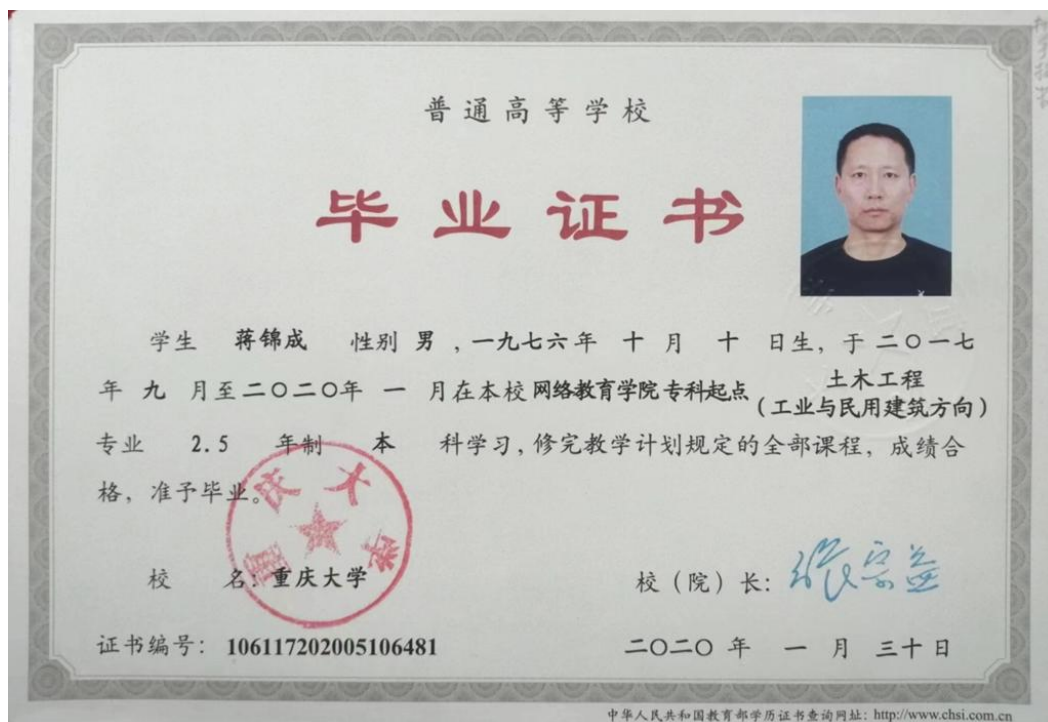 普通高等学校
毕业证书
学生 蒋锦成 性别 男 ,一九七六年 十 月 十 日生, 于 二〇一七
年 九 月至二〇二〇年 一 月在本校 网络教育学院 专科起点 土木工程
(工业与民用建筑方向)
专业 2.5 年制 本 科学习, 修完教学计划规定的全部课程, 成绩合
格, 准予毕业。
重庆大学
校 名: 重庆大学
校(院)长: 张宗益
证书编号: 106117202005106481
二〇二〇 年 一 月 三十 日
中华人民共和国教育部学历证书查询网址: http://www.chsi.com.cn